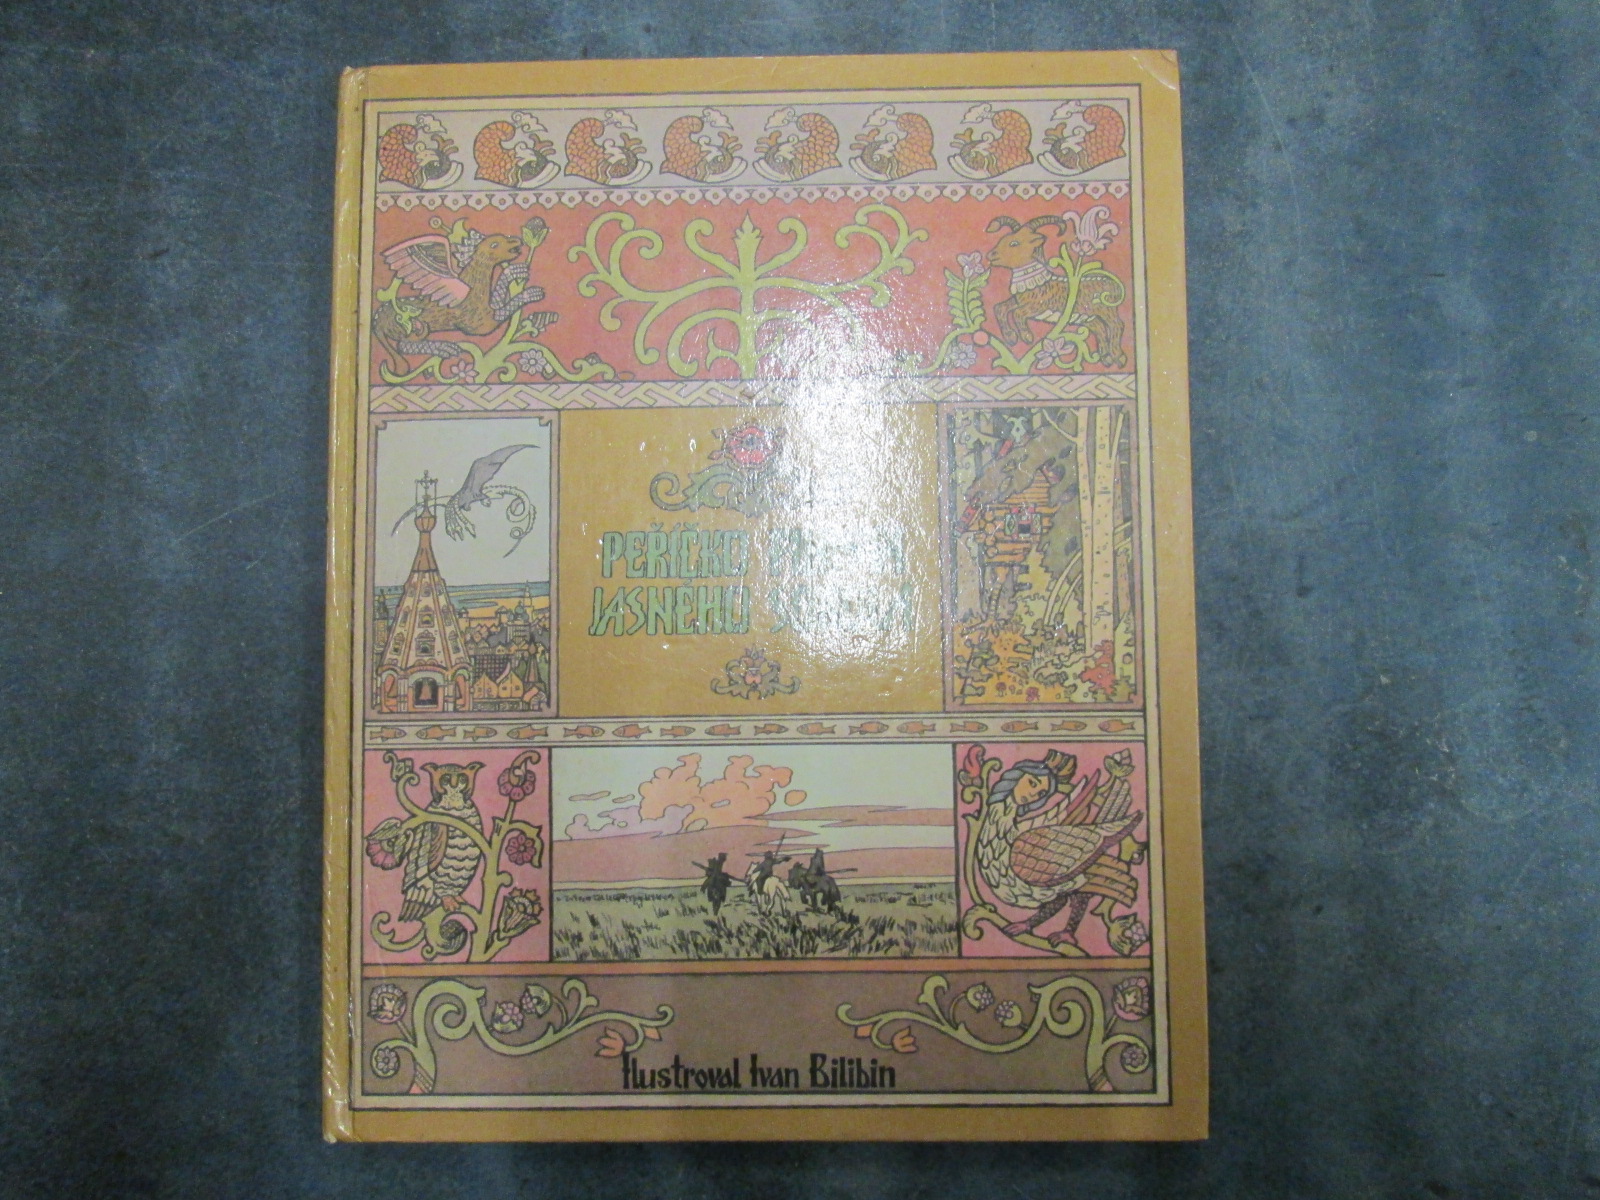 PEŘÍČKO
JASNÉHO
Ilustroval Ivan Bilibin